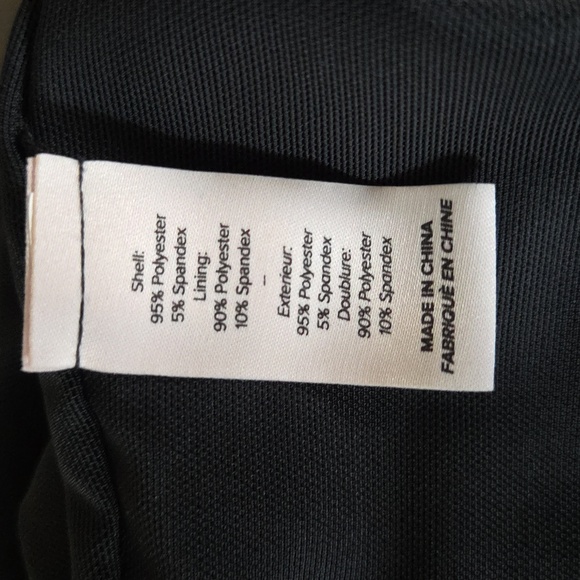 Shell:
95% Polyester
5% Spandex
Lining:
90% Polyester
10% Spandex
–
Exterieur:
95% Polyester
5% Spandex
Doublure:
90% Polyester
10% Spandex
MADE IN CHINA
FABRIQUÉ EN CHINE